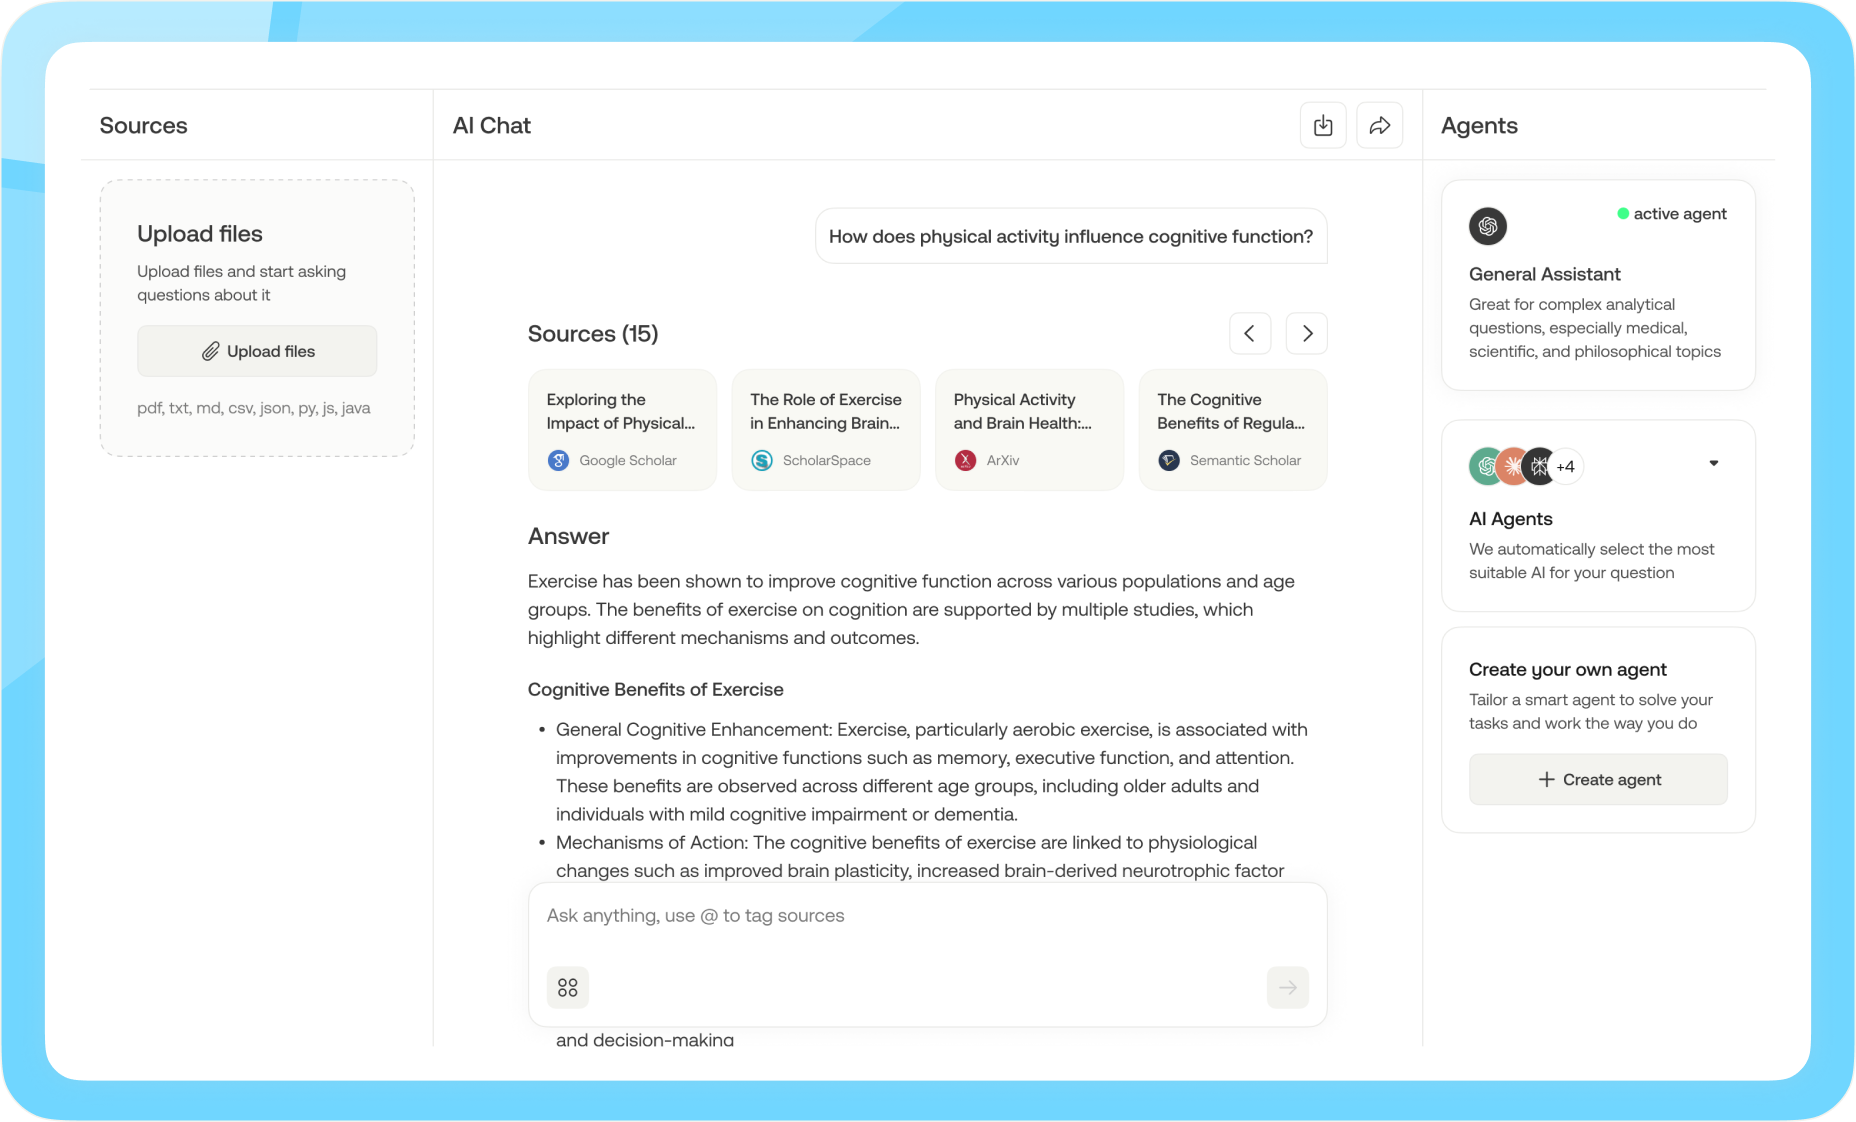 Sources
AI Chat
Agents
Upload files
Upload files and start asking
questions about it
Upload files
pdf, txt, md, csv, json, py, js, java
How does physical activity influence cognitive function?
Sources (15)
Exploring the
Impact of Physical...
Google Scholar
The Role of Exercise
in Enhancing Brain...
ScholarSpace
Physical Activity
and Brain Health:...
ArXiv
The Cognitive
Benefits of Regula...
Semantic Scholar
Answer
Exercise has been shown to improve cognitive function across various populations and age
groups. The benefits of exercise on cognition are supported by multiple studies, which
highlight different mechanisms and outcomes.
Cognitive Benefits of Exercise
• General Cognitive Enhancement: Exercise, particularly aerobic exercise, is associated with
improvements in cognitive functions such as memory, executive function, and attention.
These benefits are observed across different age groups, including older adults and
individuals with mild cognitive impairment or dementia.
• Mechanisms of Action: The cognitive benefits of exercise are linked to physiological
changes such as improved brain plasticity, increased brain-derived neurotrophic factor
Ask anything, use @ to tag sources
and decision-making
active agent
General Assistant
Great for complex analytical
questions, especially medical,
scientific, and philosophical topics
+4
AI Agents
We automatically select the most
suitable AI for your question
Create your own agent
Tailor a smart agent to solve your
tasks and work the way you do
Create agent